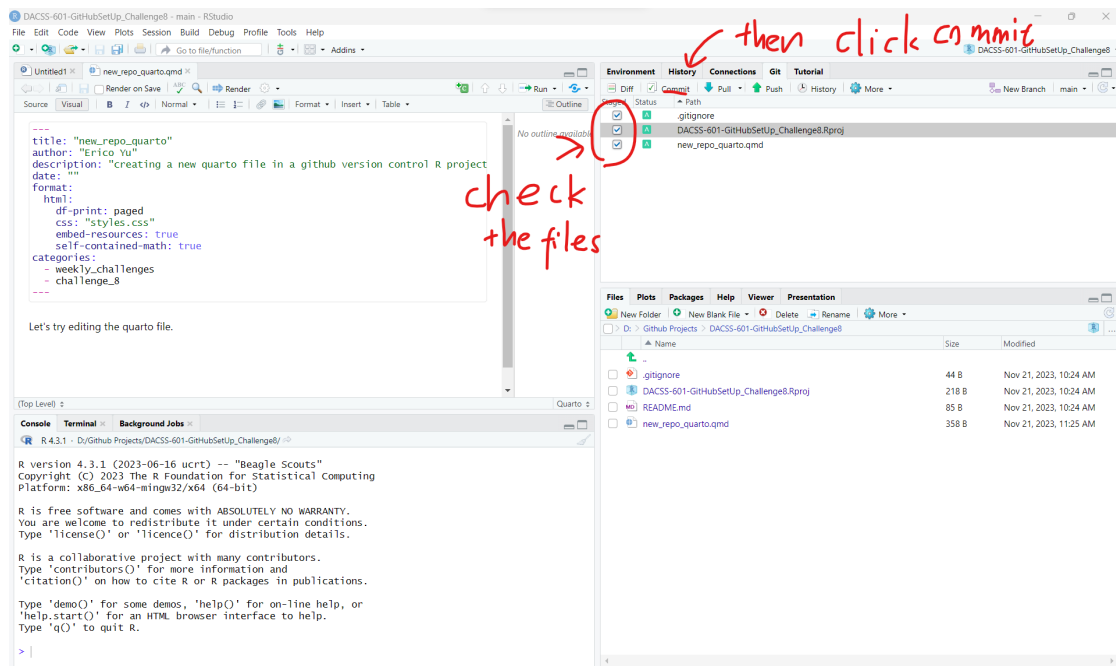 DACSS-601-GitHubSetUp_Challenge8 - main - RStudio
File Edit Code View Plots Session Build Debug Profile Tools Help
Go to file/function Addins
DACSS-601-GitHubSetUp_Challenge8
then click commit
Untitled1 new_repo_quarto.qmd
Render on Save ABC Render Run
Source Visual B I </> Normal Format Insert Table Outline
---
title: "new_repo_quarto"
author: "Erico Yu"
description: "creating a new quarto file in a github version control R project
date: ""
format:
html:
df-print: paged
css: "styles.css"
embed-resources: true
self-contained-math: true
categories:
- weekly_challenges
- challenge_8
---
Let's try editing the quarto file.
No outline available
(Top Level) Quarto
Console Terminal Background Jobs
R 4.3.1 · D:/Github Projects/DACSS-601-GitHubSetUp_Challenge8/
R version 4.3.1 (2023-06-16 ucrt) -- "Beagle Scouts"
Copyright (C) 2023 The R Foundation for Statistical Computing
Platform: x86_64-w64-mingw32/x64 (64-bit)
R is free software and comes with ABSOLUTELY NO WARRANTY.
You are welcome to redistribute it under certain conditions.
Type 'license()' or 'licence()' for distribution details.
R is a collaborative project with many contributors.
Type 'contributors()' for more information and
'citation()' on how to cite R or R packages in publications.
Type 'demo()' for some demos, 'help()' for on-line help, or
'help.start()' for an HTML browser interface to help.
Type 'q()' to quit R.
>
Environment History Connections Git Tutorial
Diff Commit Pull Push History More New Branch main
Staged Status Path
A .gitignore
A DACSS-601-GitHubSetUp_Challenge8.Rproj
A new_repo_quarto.qmd
check
the files
Files Plots Packages Help Viewer Presentation
New Folder New Blank File Delete Rename More
D: > Github Projects > DACSS-601-GitHubSetUp_Challenge8
Name Size Modified
..
.gitignore 44 B Nov 21, 2023, 10:24 AM
DACSS-601-GitHubSetUp_Challenge8.Rproj 218 B Nov 21, 2023, 10:24 AM
MD README.md 85 B Nov 21, 2023, 10:24 AM
new_repo_quarto.qmd 358 B Nov 21, 2023, 11:25 AM